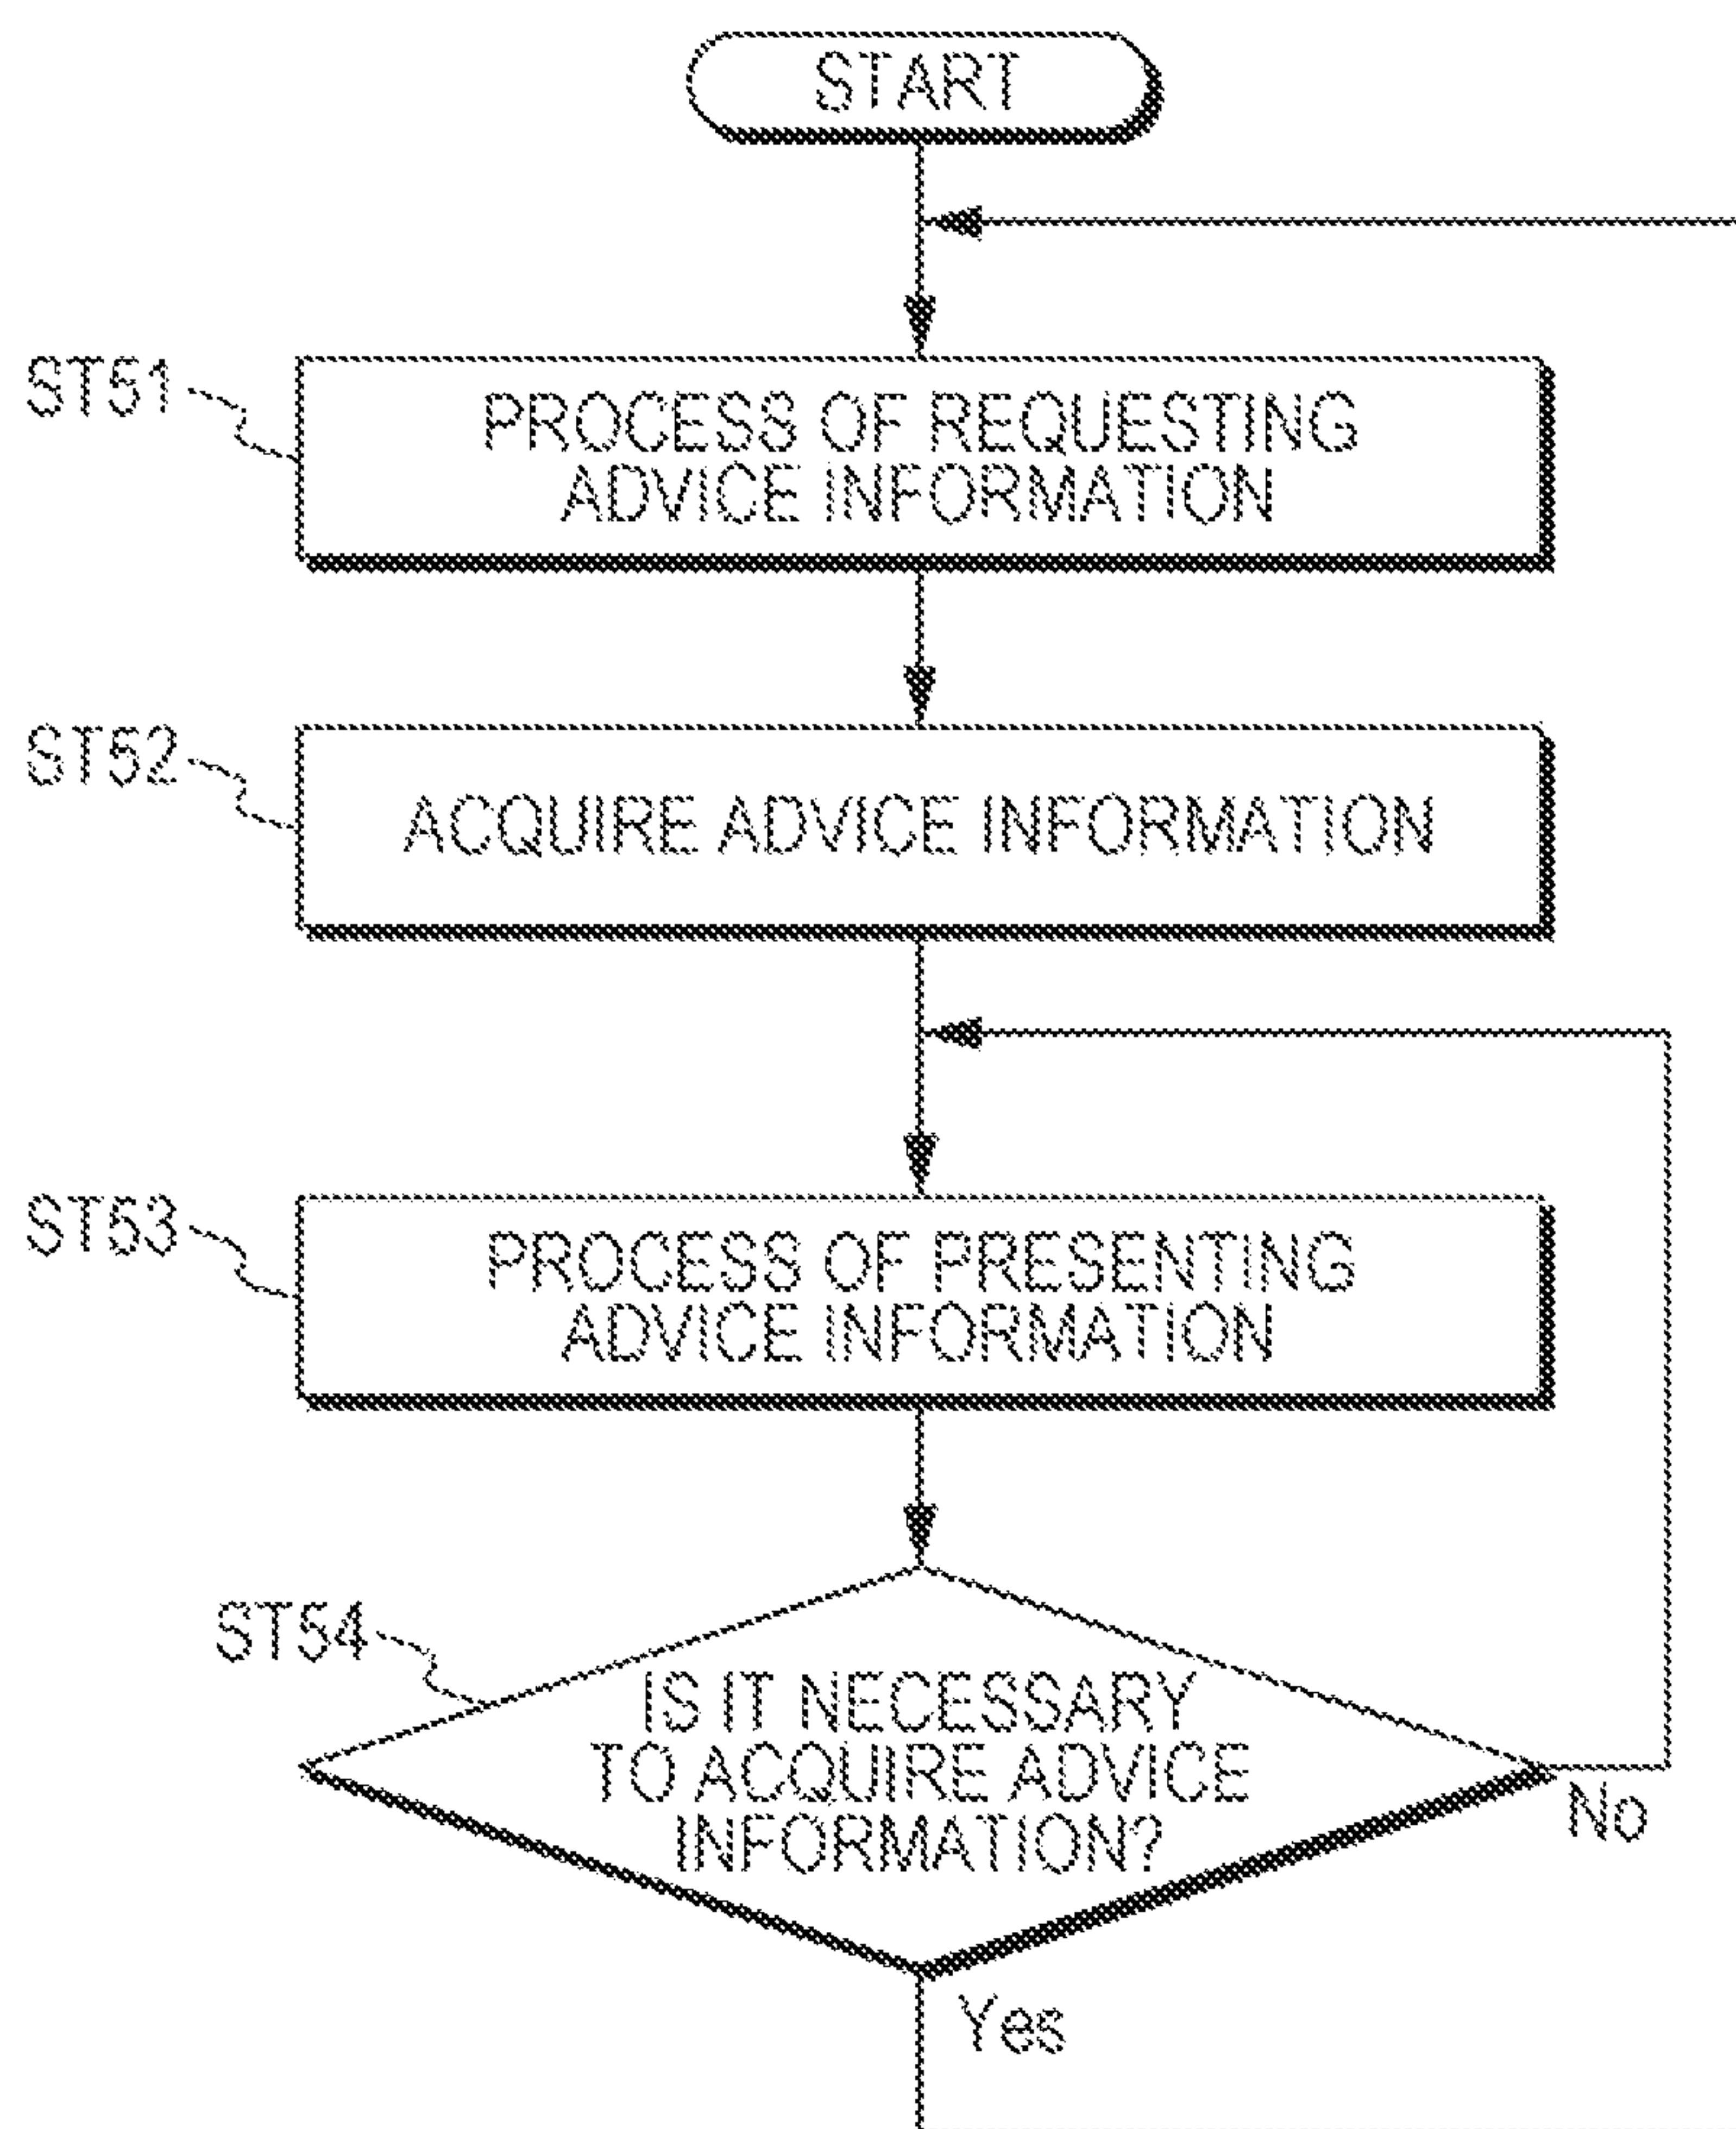 START
ST51
PROCESS OF REQUESTING
ADVICE INFORMATION
ST52
ACQUIRE ADVICE INFORMATION
ST53
PROCESS OF PRESENTING
ADVICE INFORMATION
ST54
IS IT NECESSARY
TO ACQUIRE ADVICE
INFORMATION?
No
Yes